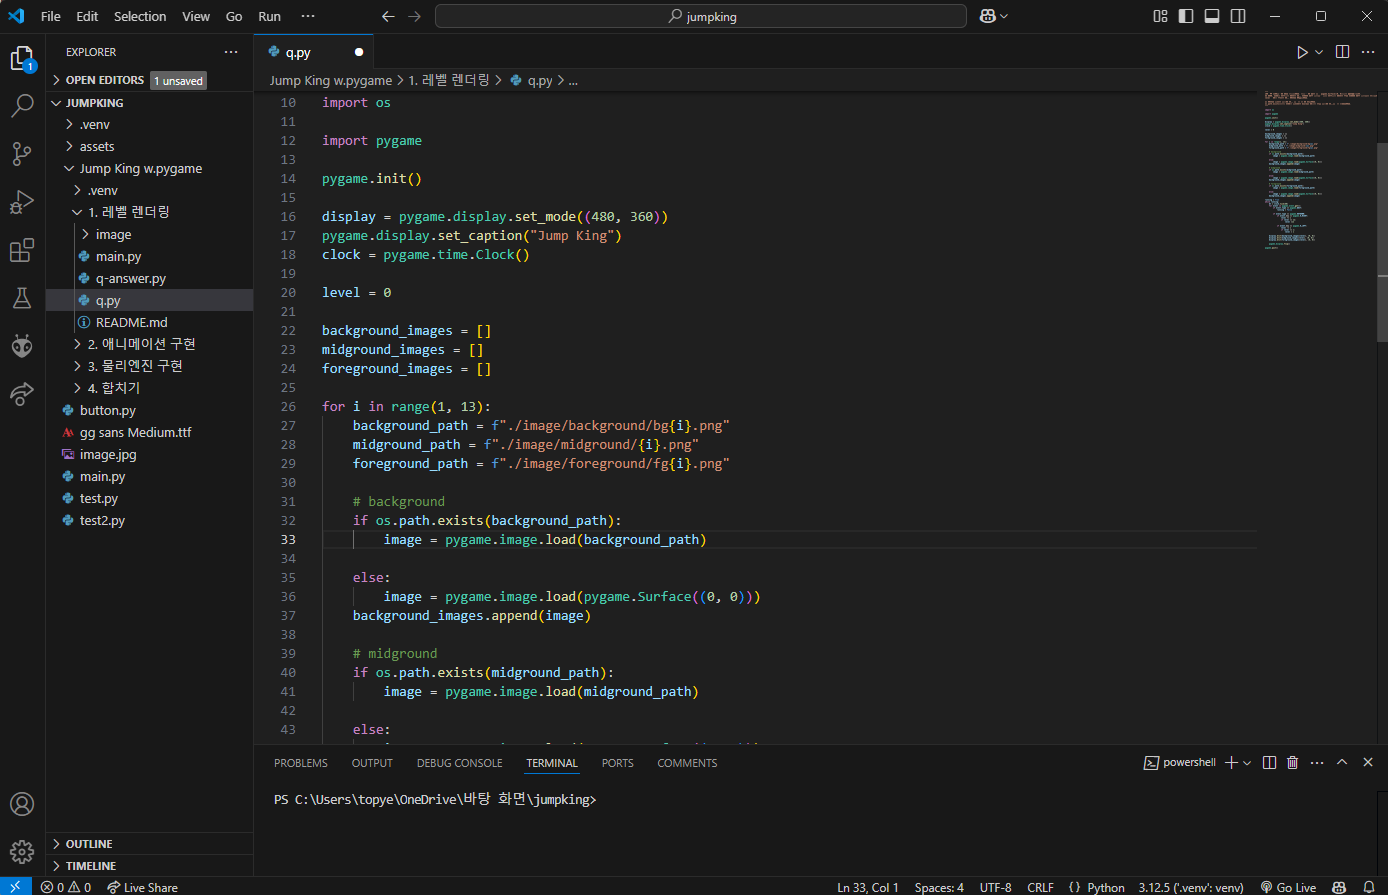 File Edit Selection View Go Run ··· jumpking
EXPLORER ···
OPEN EDITORS 1 unsaved
JUMPKING
.venv
assets
Jump King w.pygame
.venv
1. 레벨 렌더링
image
main.py
q-answer.py
q.py
README.md
2. 애니메이션 구현
3. 물리엔진 구현
4. 합치기
button.py
gg sans Medium.ttf
image.jpg
main.py
test.py
test2.py
OUTLINE
TIMELINE
1
q.py
Jump King w.pygame > 1. 레벨 렌더링 > q.py > ...
10 import os
11
12 import pygame
13
14 pygame.init()
15
16 display = pygame.display.set_mode((480, 360))
17 pygame.display.set_caption("Jump King")
18 clock = pygame.time.Clock()
19
20 level = 0
21
22 background_images = []
23 midground_images = []
24 foreground_images = []
25
26 for i in range(1, 13):
27 background_path = f"./image/background/bg{i}.png"
28 midground_path = f"./image/midground/{i}.png"
29 foreground_path = f"./image/foreground/fg{i}.png"
30
31 # background
32 if os.path.exists(background_path):
33 image = pygame.image.load(background_path)
34
35 else:
36 image = pygame.image.load(pygame.Surface((0, 0)))
37 background_images.append(image)
38
39 # midground
40 if os.path.exists(midground_path):
41 image = pygame.image.load(midground_path)
42
43 else:
PROBLEMS OUTPUT DEBUG CONSOLE TERMINAL PORTS COMMENTS powershell
PS C:\Users\topye\OneDrive\바탕 화면\jumpking>
0 0 Live Share Ln 33, Col 1 Spaces: 4 UTF-8 CRLF {} Python 3.12.5 ('.venv': venv) Go Live